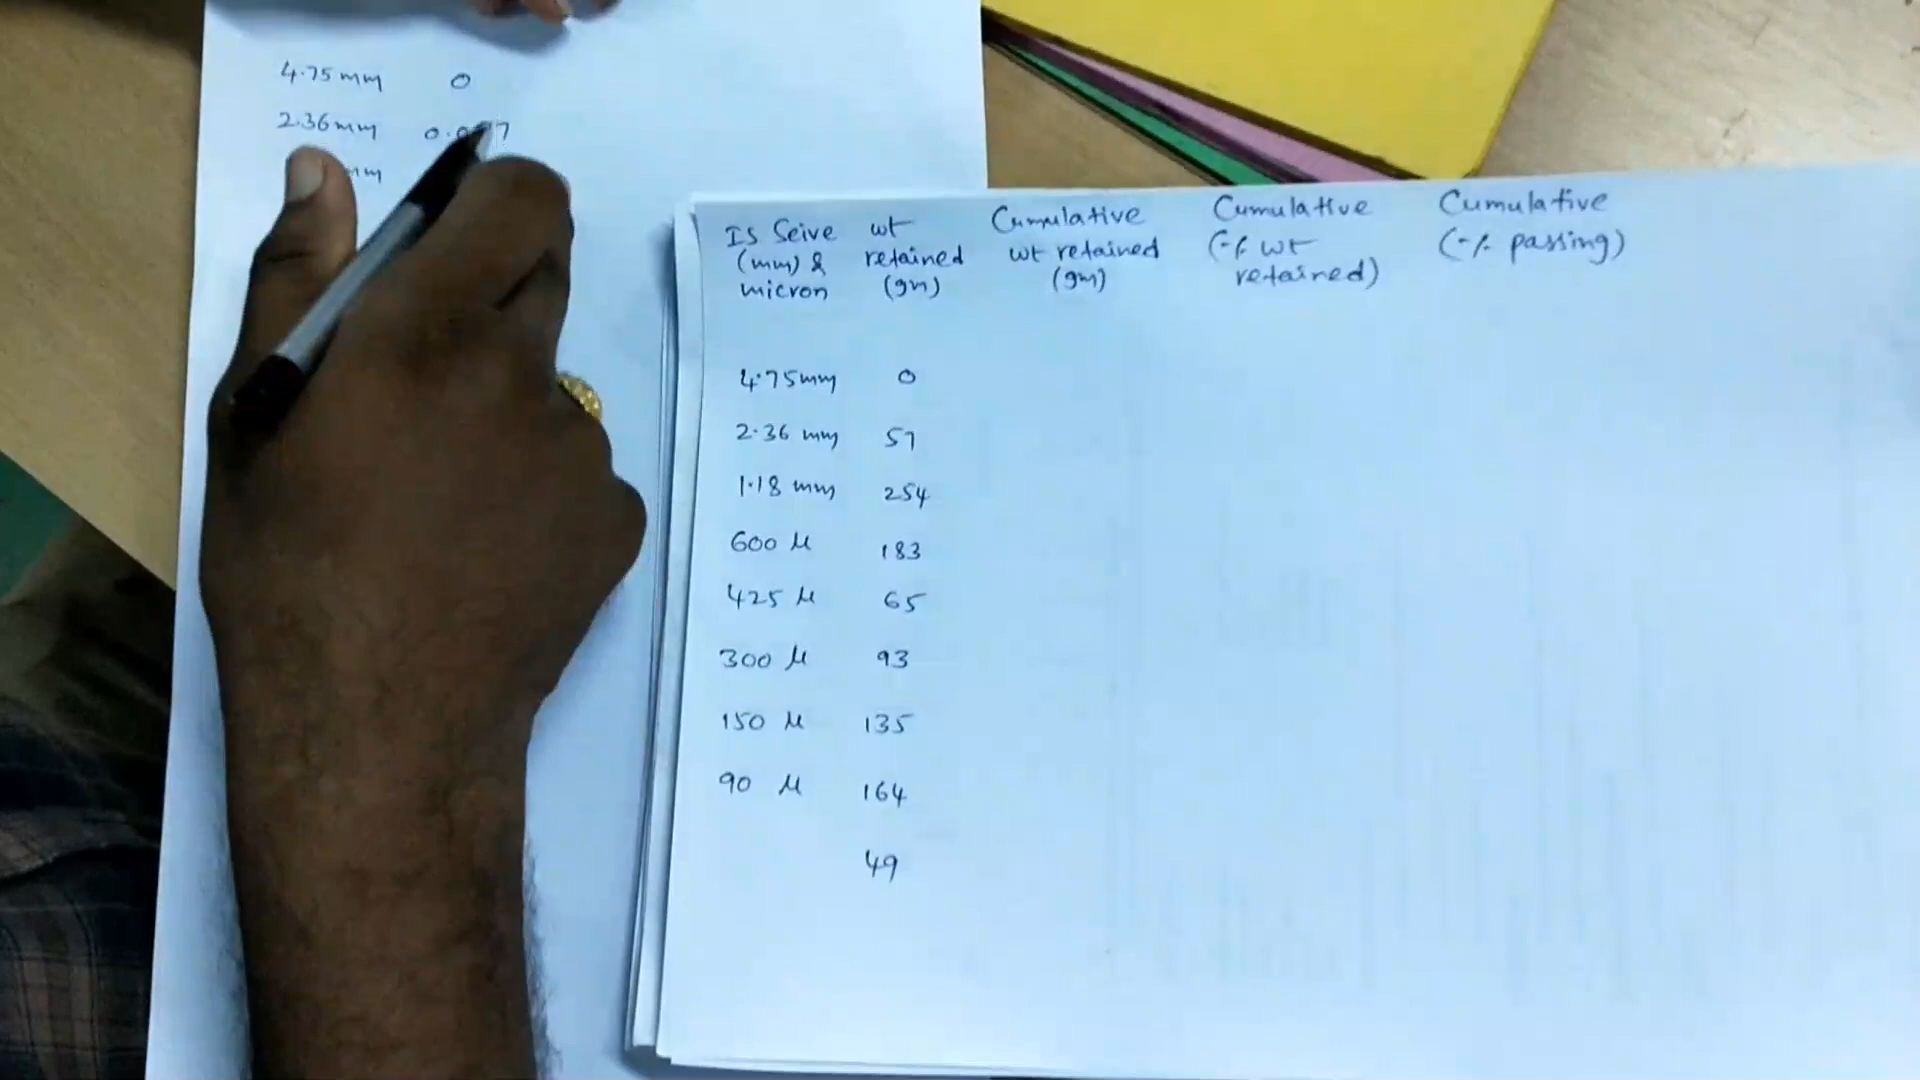 4.75 mm 0
2.36 mm
mm
IS Seive (mm) & micron
wt retained (gm)
Cumulative wt retained (gm)
Cumulative (-/. wt retained)
Cumulative (-/. passing)
4.75mm 0
2.36 mm 57
1.18 mm 254
600 μ 183
425 μ 65
300 μ 93
150 μ 135
90 μ 164
49